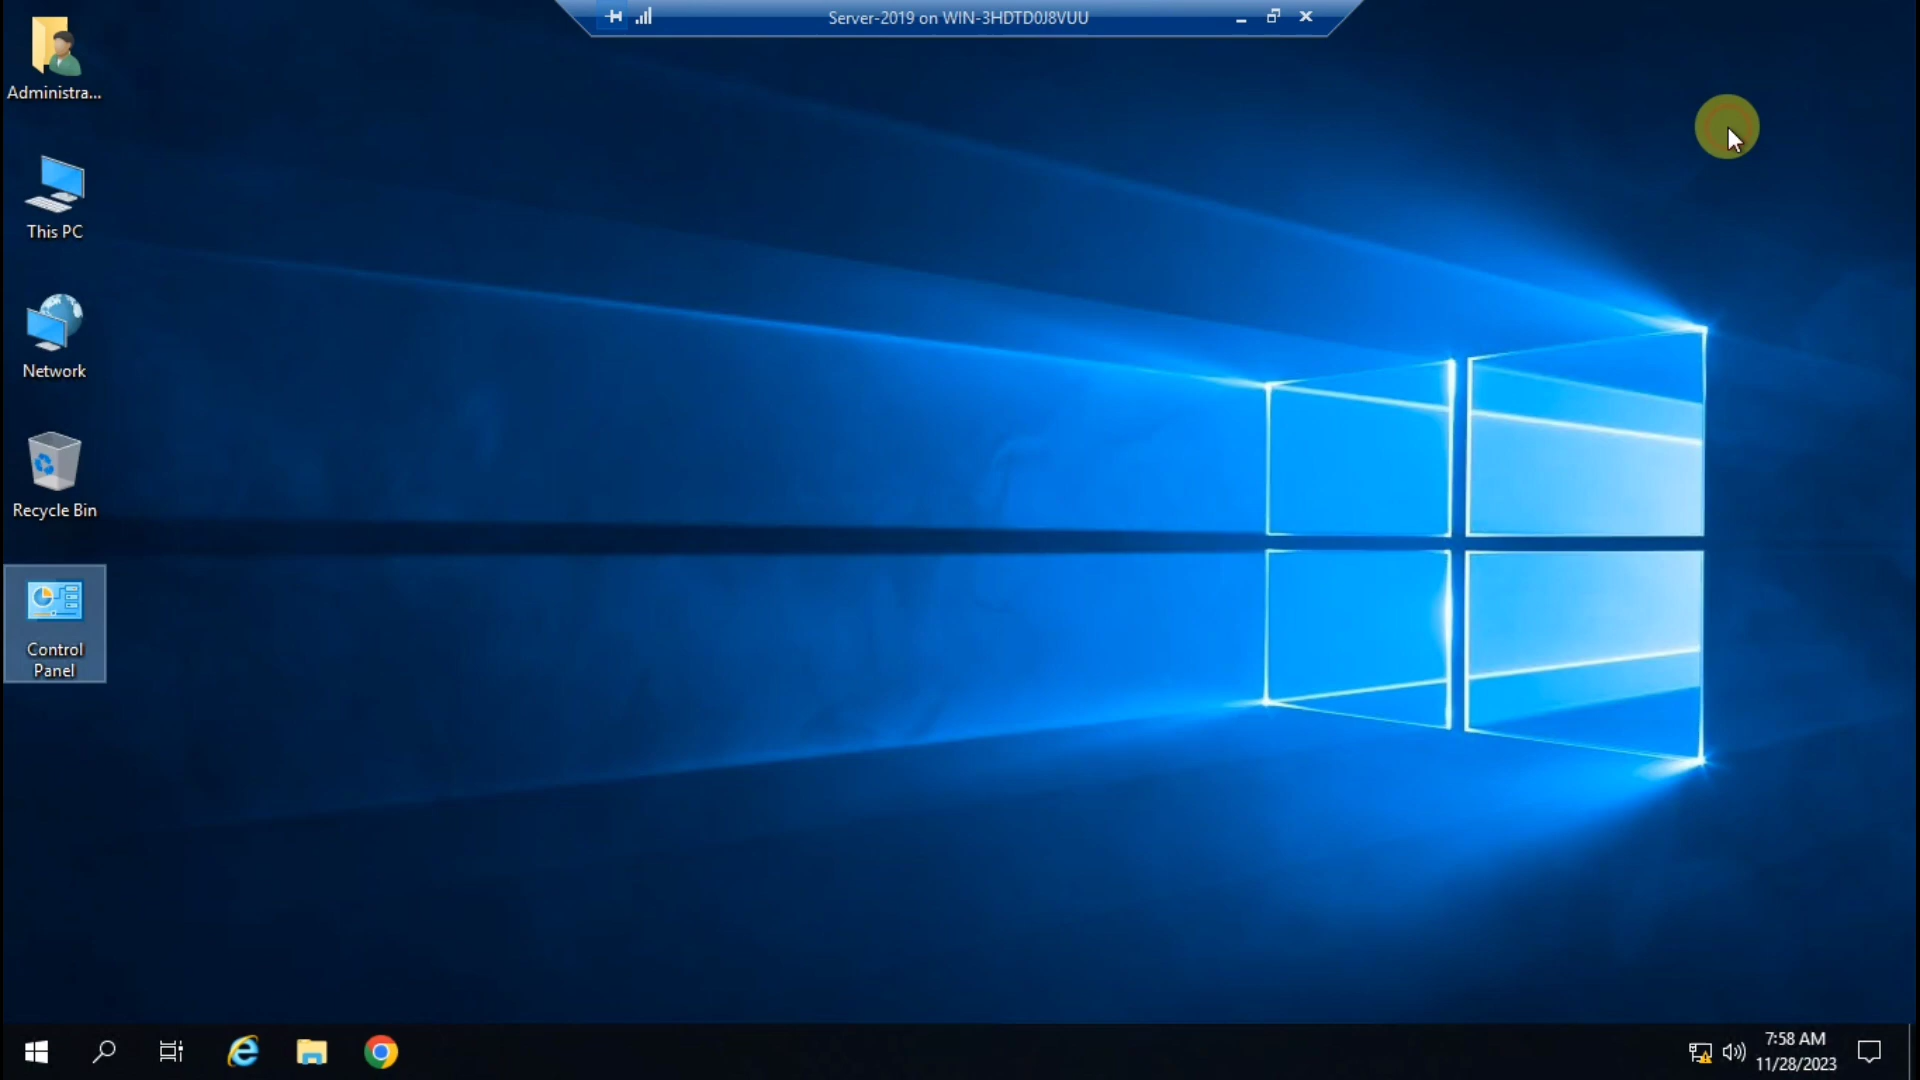 Server-2019 on WIN-3HDTD0J8VUU
Administra...
This PC
Network
Recycle Bin
Control
Panel
7:58 AM
11/28/2023